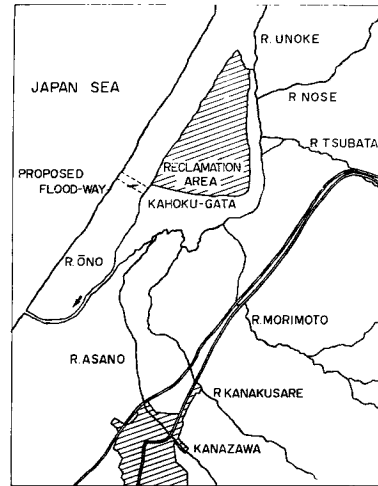 R. UNOKE
JAPAN SEA
R NOSE
R TSUBATA
PROPOSED
FLOOD-WAY
RECLAMATION
AREA
KAHOKU-GATA
R. ŌNO
R. MORIMOTO
R. ASANO
R KANAKUSARE
KANAZAWA